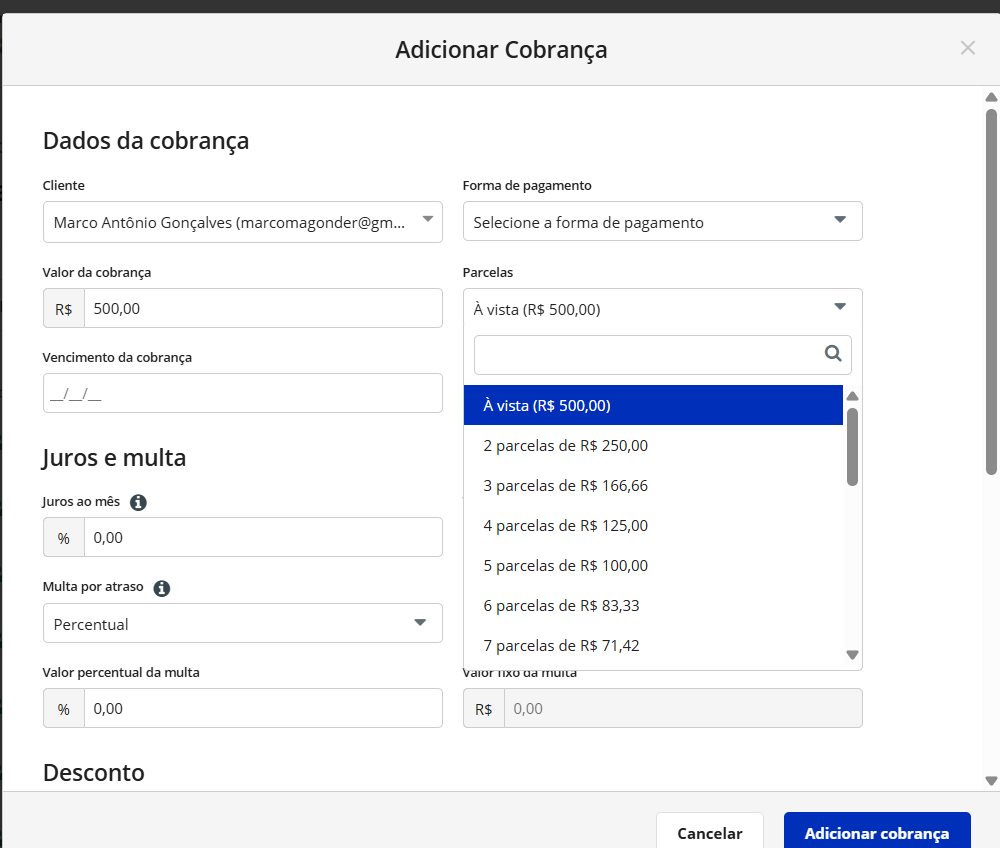 Adicionar Cobrança
Dados da cobrança
Cliente
Marco Antônio Gonçalves (marcomagonder@gm...
Forma de pagamento
Selecione a forma de pagamento
Valor da cobrança
R$ 500,00
Parcelas
À vista (R$ 500,00)
Vencimento da cobrança
__/__/__
À vista (R$ 500,00)
2 parcelas de R$ 250,00
3 parcelas de R$ 166,66
4 parcelas de R$ 125,00
5 parcelas de R$ 100,00
6 parcelas de R$ 83,33
7 parcelas de R$ 71,42
Juros e multa
Juros ao mês
% 0,00
Multa por atraso
Percentual
Valor percentual da multa
% 0,00
Valor fixo da multa
R$ 0,00
Desconto
Cancelar
Adicionar cobrança